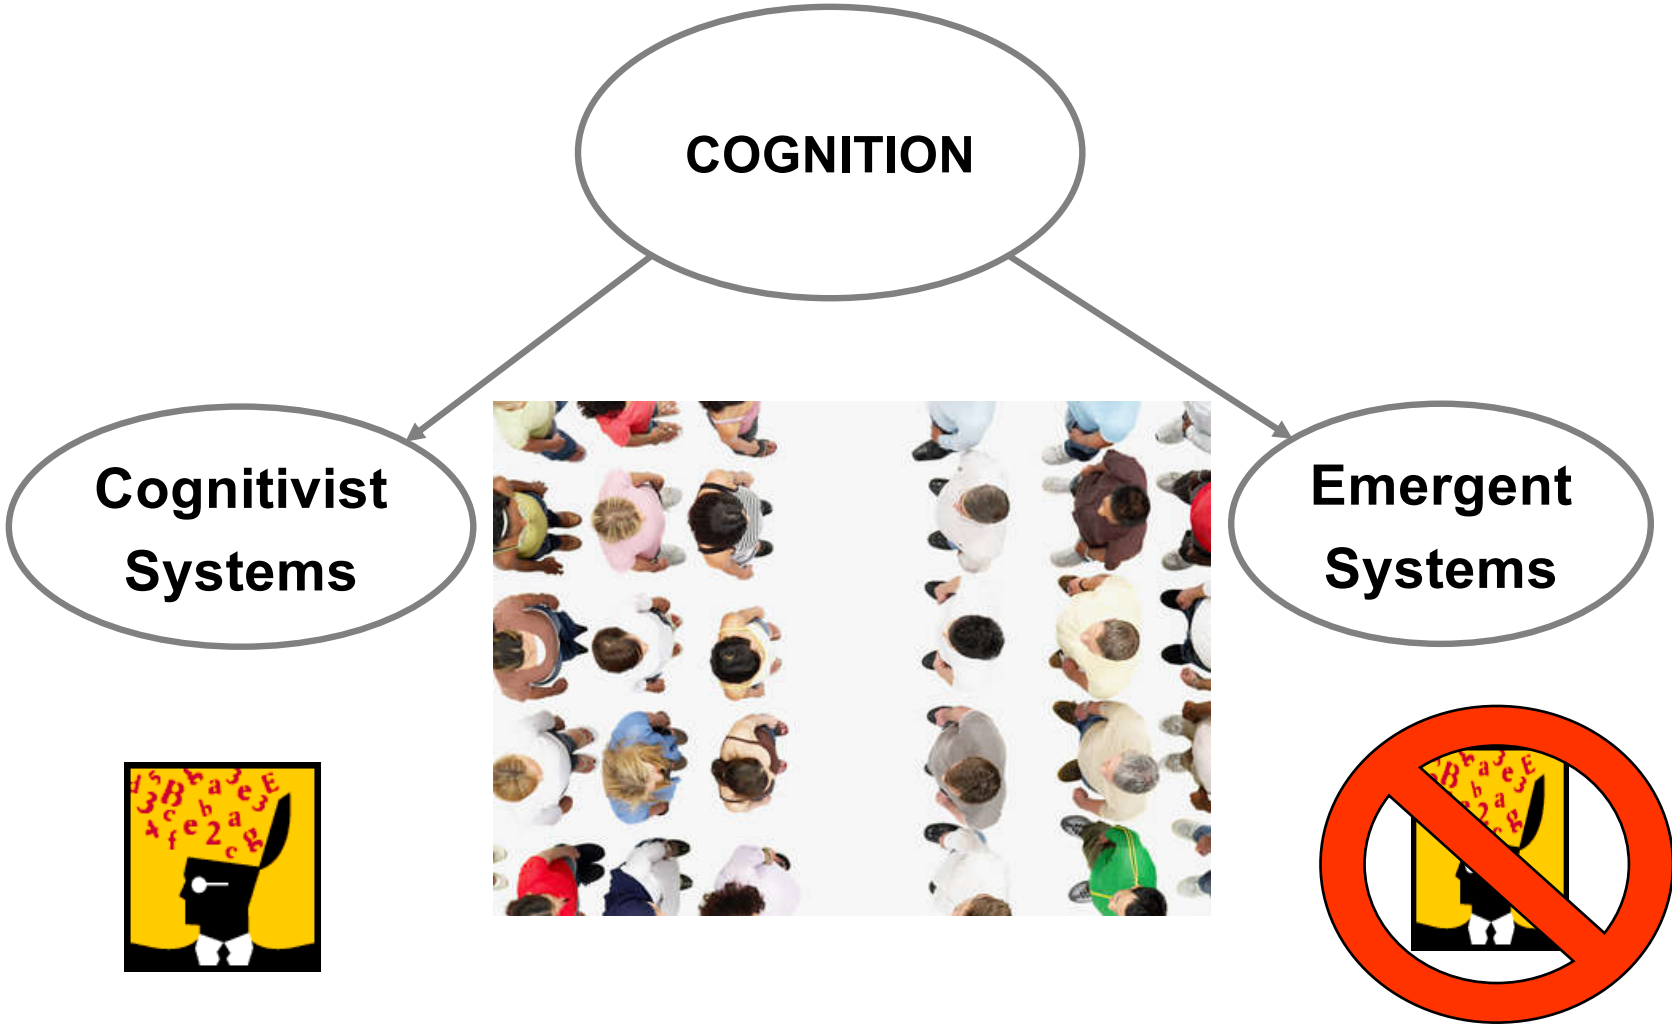 COGNITION
Cognitivist
Systems
Emergent
Systems